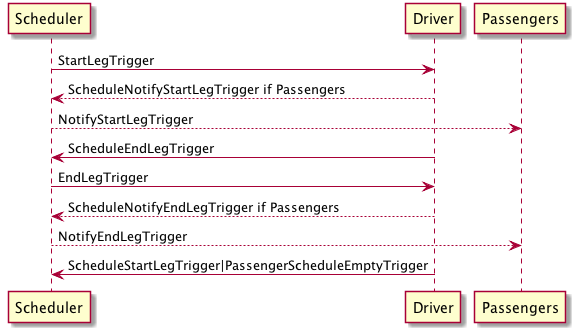 Scheduler Driver Passengers
StartLegTrigger
ScheduleNotifyStartLegTrigger if Passengers
NotifyStartLegTrigger
ScheduleEndLegTrigger
EndLegTrigger
ScheduleNotifyEndLegTrigger if Passengers
NotifyEndLegTrigger
ScheduleStartLegTrigger|PassengerScheduleEmptyTrigger
Scheduler Driver Passengers